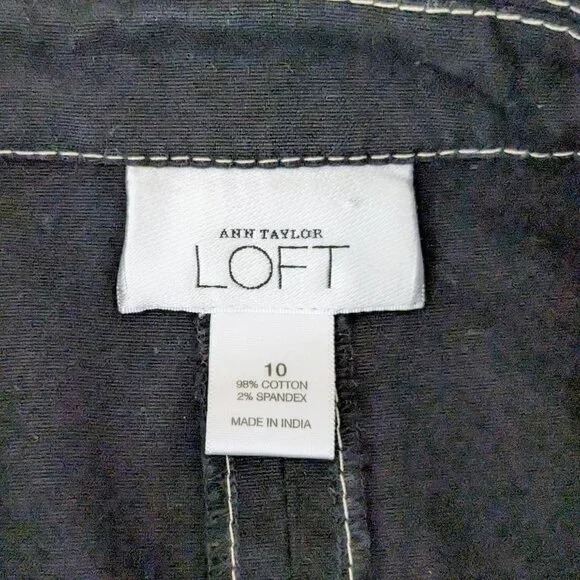 ANN TAYLOR
LOFT
10
98% COTTON
2% SPANDEX
MADE IN INDIA